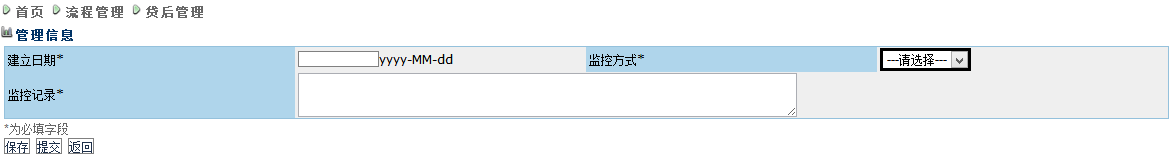 首页 流程管理 贷后管理
管理信息
建立日期* yyyy-MM-dd 监控方式* ---请选择---
监控记录*
*为必填字段
保存 提交 返回